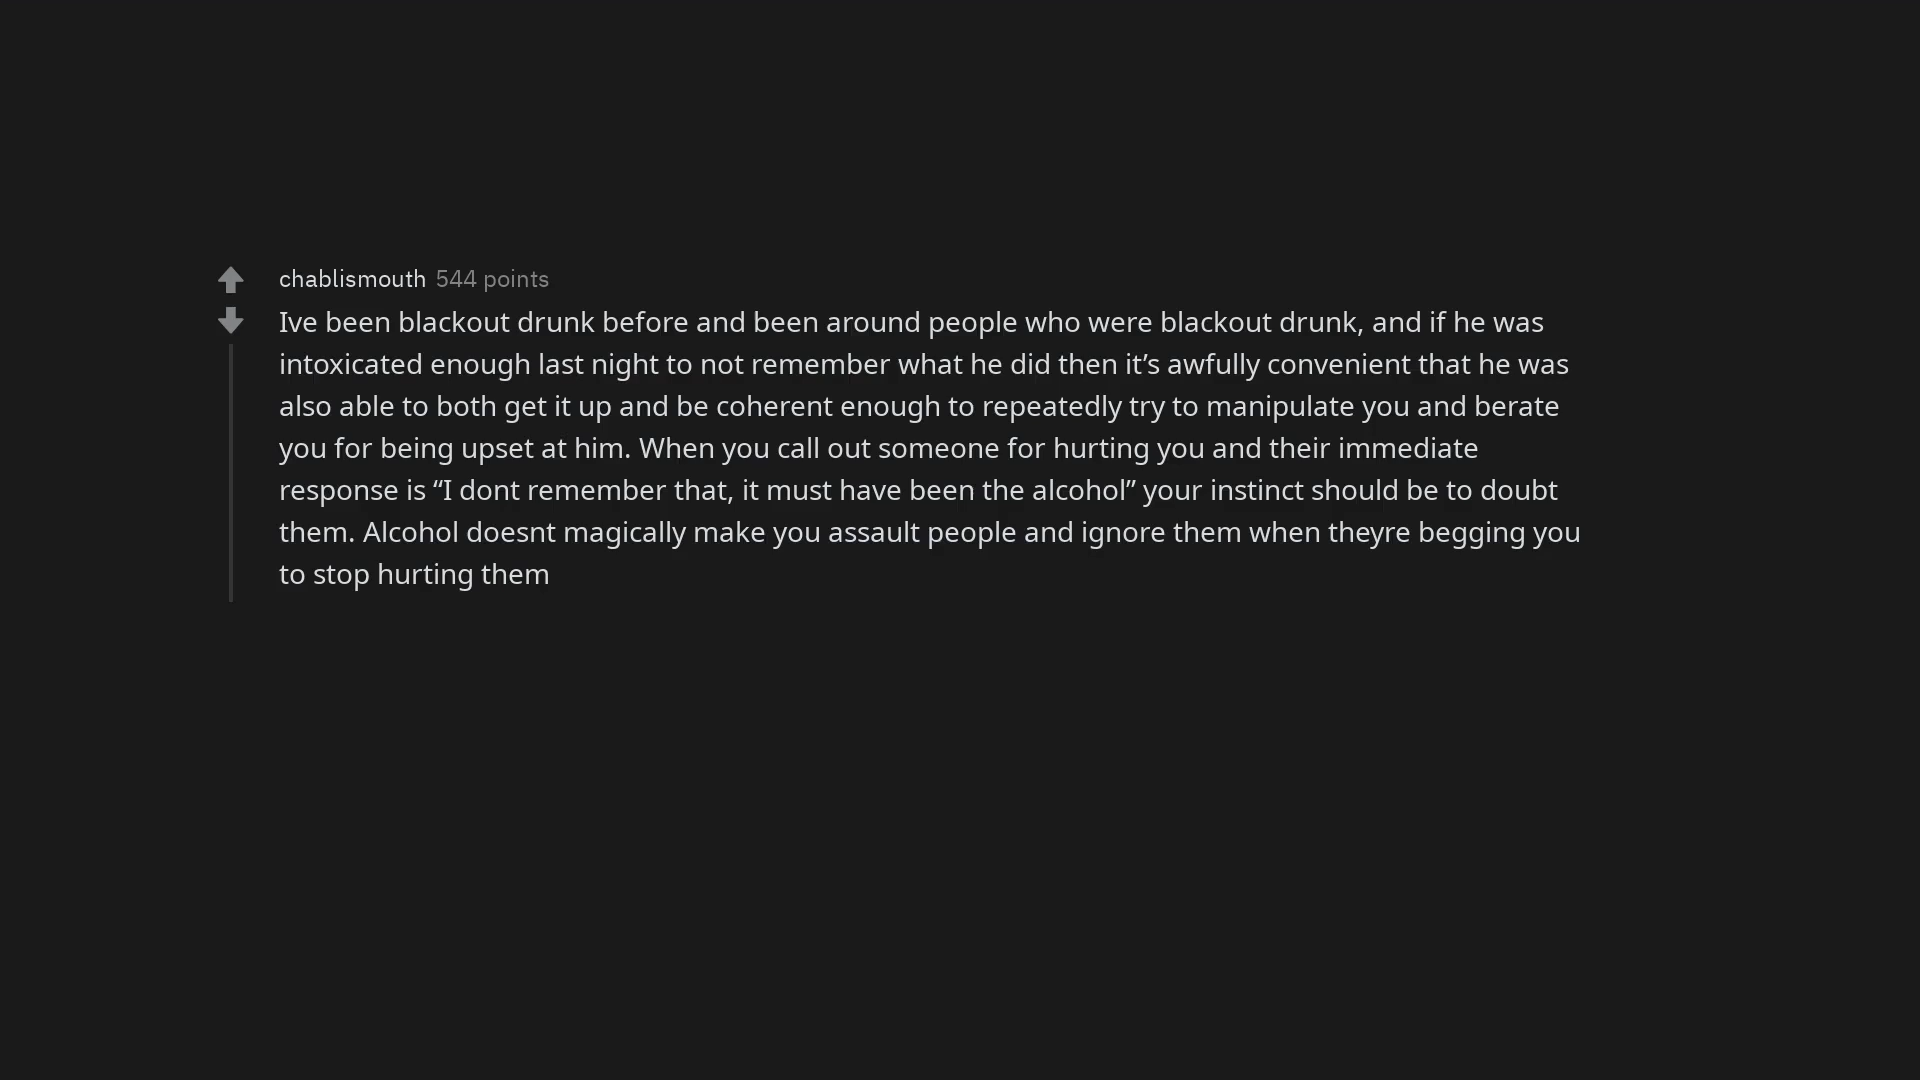 chablismouth 544 points
Ive been blackout drunk before and been around people who were blackout drunk, and if he was
intoxicated enough last night to not remember what he did then it’s awfully convenient that he was
also able to both get it up and be coherent enough to repeatedly try to manipulate you and berate
you for being upset at him. When you call out someone for hurting you and their immediate
response is “I dont remember that, it must have been the alcohol” your instinct should be to doubt
them. Alcohol doesnt magically make you assault people and ignore them when theyre begging you
to stop hurting them